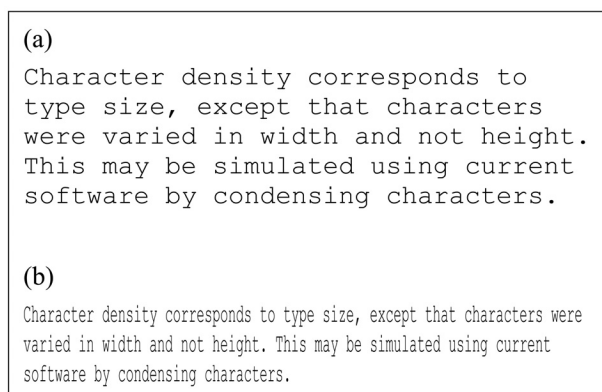 (a)
Character density corresponds to
type size, except that characters
were varied in width and not height.
This may be simulated using current
software by condensing characters.
(b)
Character density corresponds to type size, except that characters were
varied in width and not height. This may be simulated using current
software by condensing characters.